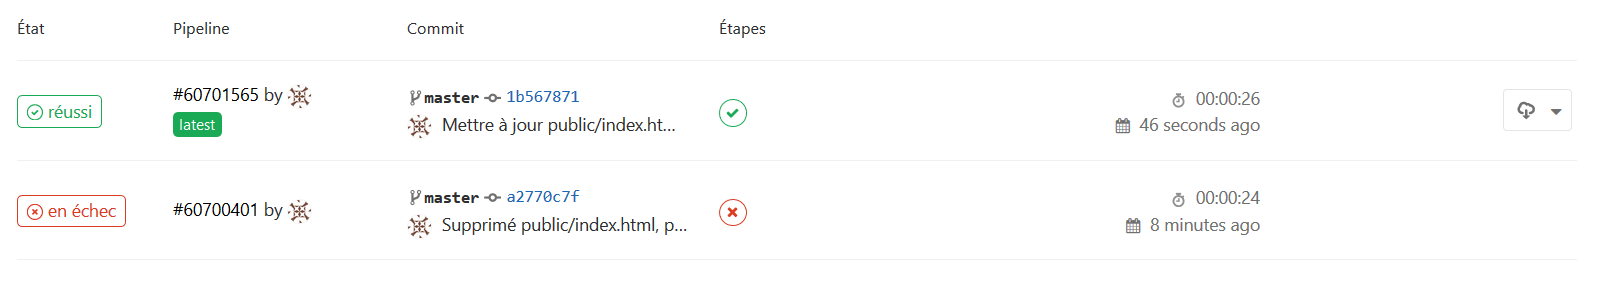 État Pipeline Commit Étapes
réussi
#60701565 by
latest
master 1b567871
Mettre à jour public/index.ht...
00:00:26
46 seconds ago
en échec
#60700401 by
master a2770c7f
Supprimé public/index.html, p...
00:00:24
8 minutes ago